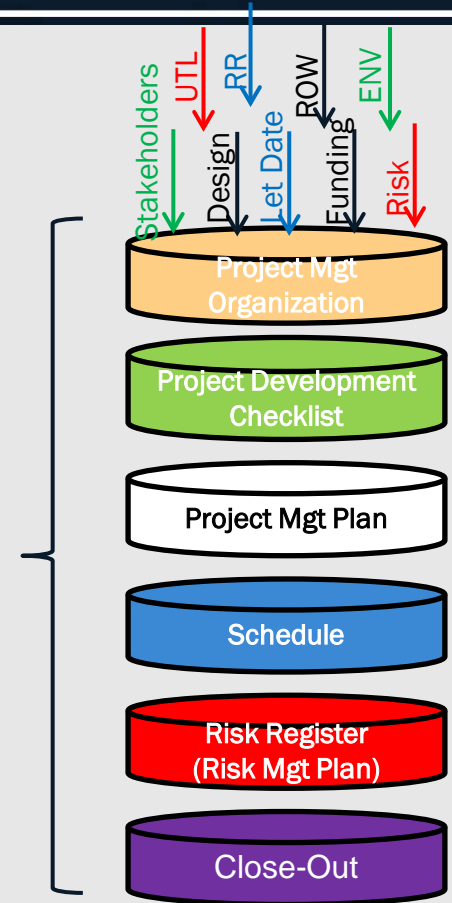 Stakeholders
UTL
Design
RR
Let Date
ROW
Funding
ENV
Risk
Project Mgt
Organization
Project Development
Checklist
Project Mgt Plan
Schedule
Risk Register
(Risk Mgt Plan)
Close-Out